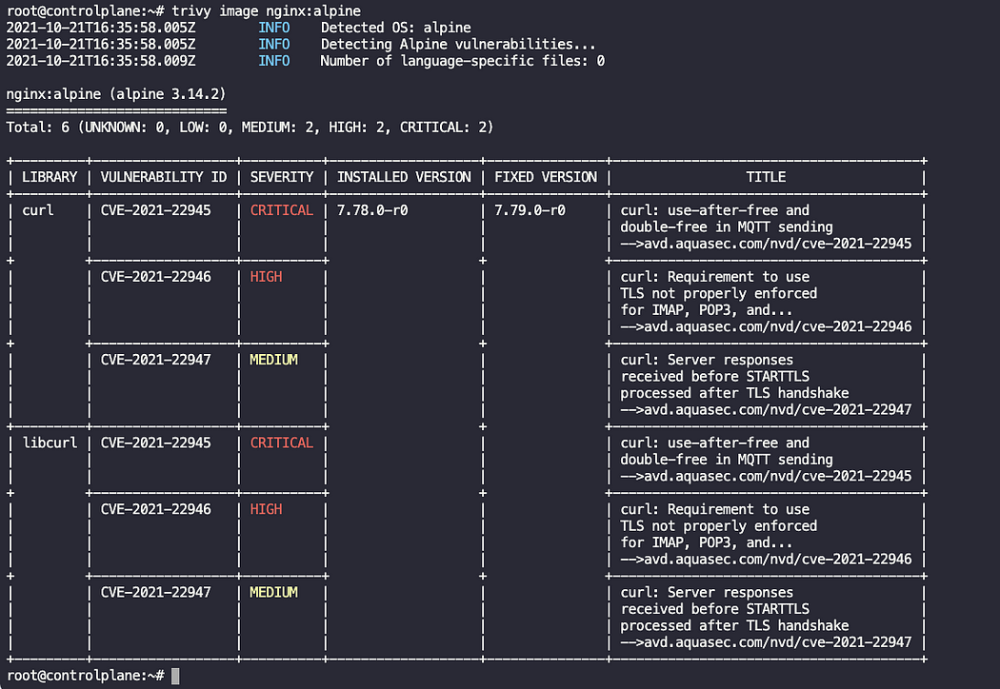 root@controlplane:~# trivy image nginx:alpine
2021-10-21T16:35:58.005Z        INFO    Detected OS: alpine
2021-10-21T16:35:58.005Z        INFO    Detecting Alpine vulnerabilities...
2021-10-21T16:35:58.009Z        INFO    Number of language-specific files: 0
nginx:alpine (alpine 3.14.2)
============================
Total: 6 (UNKNOWN: 0, LOW: 0, MEDIUM: 2, HIGH: 2, CRITICAL: 2)
| LIBRARY | VULNERABILITY ID | SEVERITY | INSTALLED VERSION | FIXED VERSION | TITLE |
| curl | CVE-2021-22945 | CRITICAL | 7.78.0-r0 | 7.79.0-r0 | curl: use-after-free and
double-free in MQTT sending
-->avd.aquasec.com/nvd/cve-2021-22945
| CVE-2021-22946 | HIGH | curl: Requirement to use
TLS not properly enforced
for IMAP, POP3, and...
-->avd.aquasec.com/nvd/cve-2021-22946
| CVE-2021-22947 | MEDIUM | curl: Server responses
received before STARTTLS
processed after TLS handshake
-->avd.aquasec.com/nvd/cve-2021-22947
| libcurl | CVE-2021-22945 | CRITICAL | curl: use-after-free and
double-free in MQTT sending
-->avd.aquasec.com/nvd/cve-2021-22945
| CVE-2021-22946 | HIGH | curl: Requirement to use
TLS not properly enforced
for IMAP, POP3, and...
-->avd.aquasec.com/nvd/cve-2021-22946
| CVE-2021-22947 | MEDIUM | curl: Server responses
received before STARTTLS
processed after TLS handshake
-->avd.aquasec.com/nvd/cve-2021-22947
root@controlplane:~#